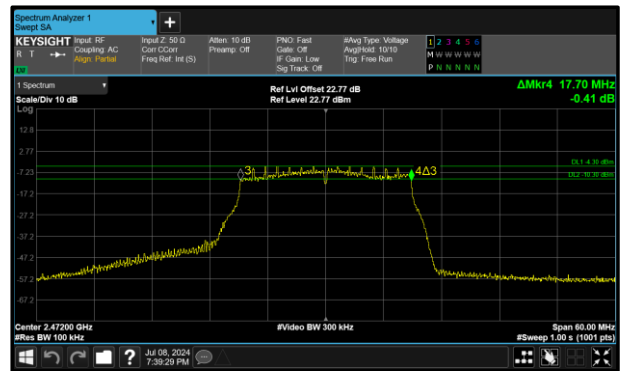 Spectrum Analyzer 1
Swept SA
+
KEYSIGHT
R T
LXI
Input: RF
Coupling: AC
Align: Partial
Input Z: 50 Ω
Corr CCorr
Freq Ref: Int (S)
Atten: 10 dB
Preamp: Off
PNO: Fast
Gate: Off
IF Gain: Low
Sig Track: Off
#Avg Type: Voltage
Avg|Hold: 10/10
Trig: Free Run
1 2 3 4 5 6
M W W W W W
P N N N N N
1 Spectrum
Scale/Div 10 dB
Log
Ref Lvl Offset 22.77 dB
Ref Level 22.77 dBm
ΔMkr4 17.70 MHz
-0.41 dB
12.8
2.77
-7.23
-17.2
-27.2
-37.2
-47.2
-57.2
-67.2
3
4Δ3
DL1 -4.30 dBm
DL2 -10.30 dBm
Center 2.47200 GHz
#Res BW 100 kHz
#Video BW 300 kHz
Span 60.00 MHz
#Sweep 1.00 s (1001 pts)
?
Jul 08, 2024
7:39:29 PM